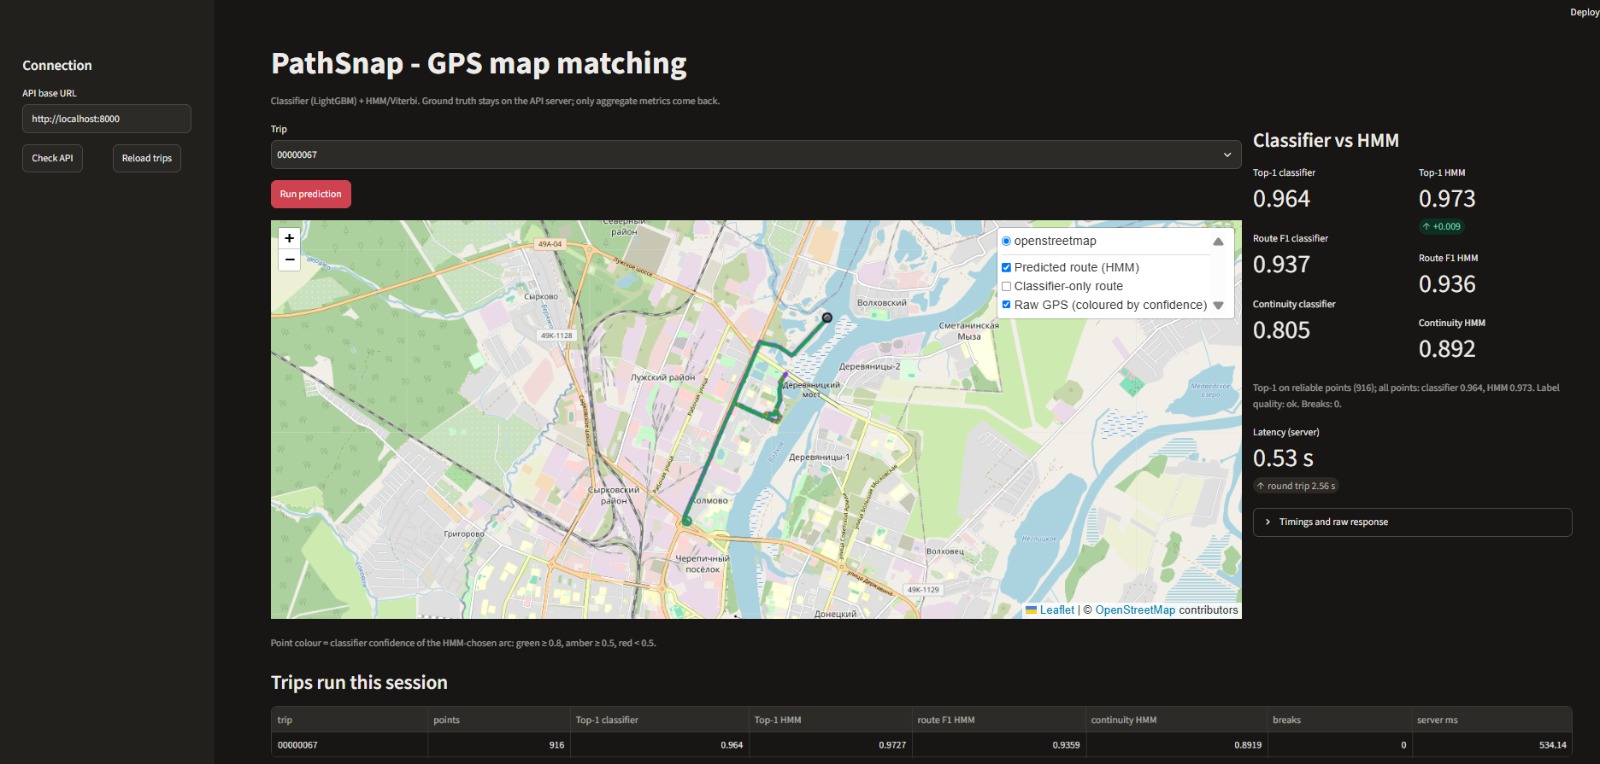 Deploy
Connection
API base URL
http://localhost:8000
Check API
Reload trips
PathSnap - GPS map matching
Classifier (LightGBM) + HMM/Viterbi. Ground truth stays on the API server; only aggregate metrics come back.
Trip
00000067
Run prediction
+
−
49А-04
Северный
район
Лужское шоссе
Сырково
49К-1128
Лужский район
Рабочая улица
Рабочая улица
Сырковское шоссе
Сырковский
район
Холмово
Григорово
Черепичный
посёлок
Волховский
Сметанинская
Мыза
Деревяницы-2
Деревяницкий
мост
Деревяницы-1
Волховец
49К-1129
Донецкий
openstreetmap
Predicted route (HMM)
Classifier-only route
Raw GPS (coloured by confidence)
Leaflet | © OpenStreetMap contributors
Point colour = classifier confidence of the HMM-chosen arc: green ≥ 0.8, amber ≥ 0.5, red < 0.5.
Classifier vs HMM
Top-1 classifier
0.964
Top-1 HMM
0.973
↑ +0.009
Route F1 classifier
0.937
Route F1 HMM
0.936
Continuity classifier
0.805
Continuity HMM
0.892
Top-1 on reliable points (916); all points: classifier 0.964, HMM 0.973. Label
quality: ok. Breaks: 0.
Latency (server)
0.53 s
↑ round trip 2.56 s
Timings and raw response
Trips run this session
trip points Top-1 classifier Top-1 HMM route F1 HMM continuity HMM breaks server ms
00000067 916 0.964 0.9727 0.9359 0.8919 0 534.14